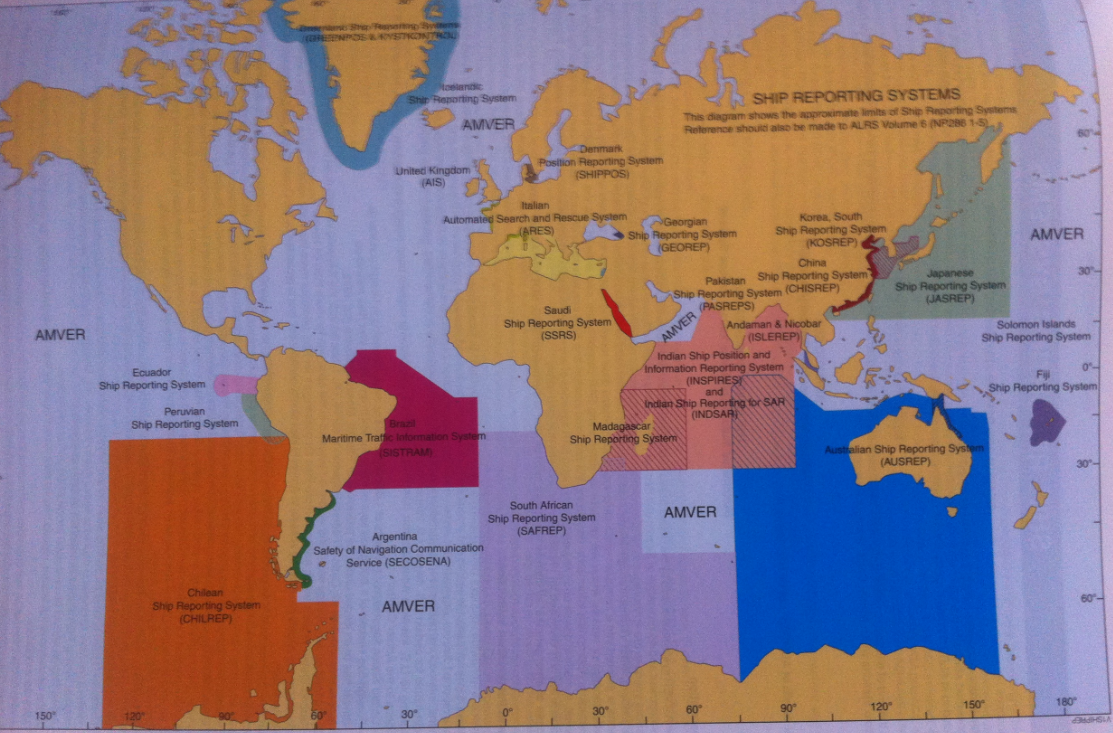 Greenland Ship Reporting Systems
(GREENPOS & KYSTKONTROL)
Icelandic
Ship Reporting System
AMVER
SHIP REPORTING SYSTEMS
This diagram shows the approximate limits of Ship Reporting Systems
Reference should also be made to ALRS Volume 6 (NP286 1-5)
60°
Denmark
Position Reporting System
(SHIPPOS)
United Kingdom
(AIS)
Italian
Automated Search and Rescue System
(ARES)
Georgian
Ship Reporting System
(GEOREP)
Korea, South
Ship Reporting System
(KOSREP)
AMVER
China
Ship Reporting System
(CHISREP)
30°
Japanese
Ship Reporting System
(JASREP)
Pakistan
Ship Reporting System
(PASREPS)
Saudi
Ship Reporting System
(SSRS)
AMVER
Andaman & Nicobar
(ISLEREP)
Solomon Islands
Ship Reporting System
AMVER
Indian Ship Position and
Information Reporting System
(INSPIRES)
and
Indian Ship Reporting for SAR
(INDSAR)
0°
Ecuador
Ship Reporting System
Fiji
Ship Reporting System
Peruvian
Ship Reporting System
Brazil
Maritime Traffic Information System
(SISTRAM)
Madagascar
Ship Reporting System
Australian Ship Reporting System
(AUSREP)
30°
South African
Ship Reporting System
(SAFREP)
AMVER
Argentina
Safety of Navigation Communication
Service (SECOSENA)
Chilean
Ship Reporting System
(CHILREP)
AMVER
60°
150° 120° 90° 60° 30° 0° 30° 60° 90° 120° 150° 180°